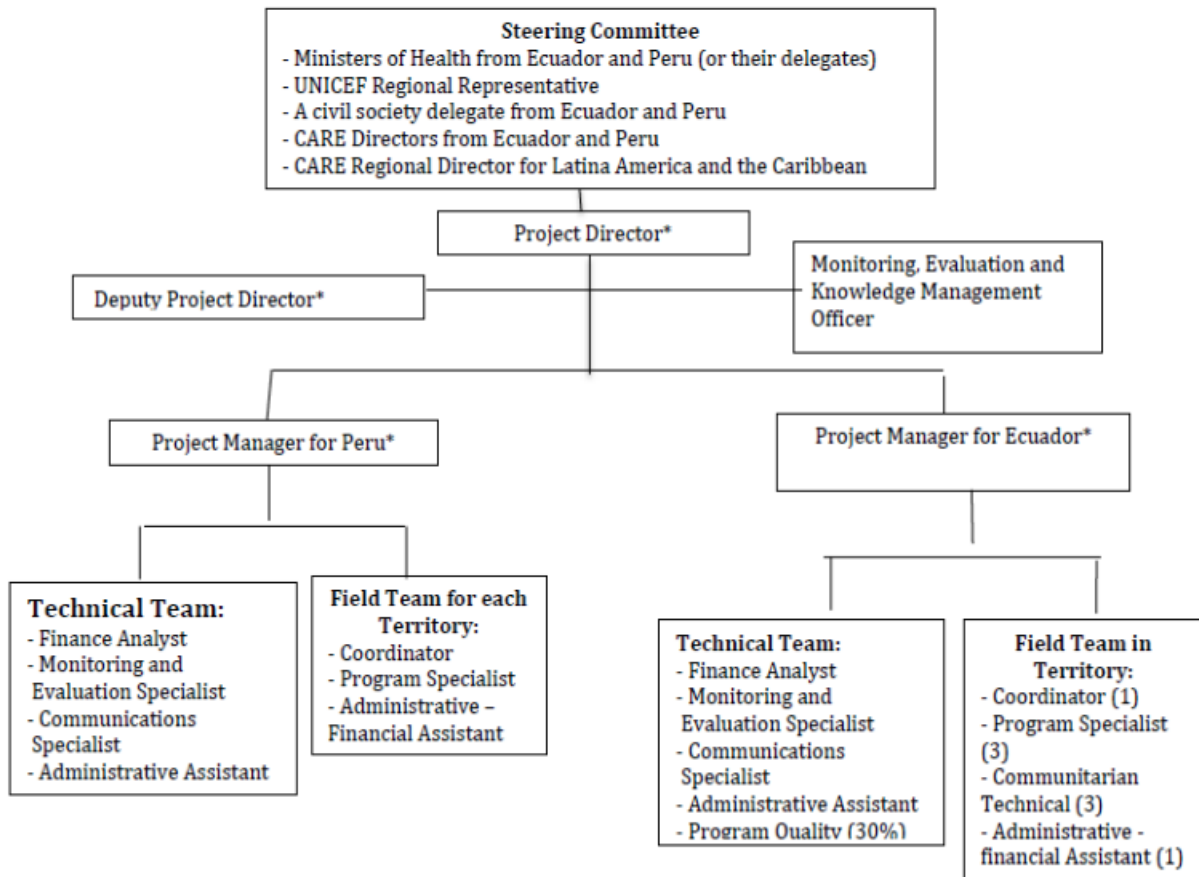 Steering Committee
- Ministers of Health from Ecuador and Peru (or their delegates)
- UNICEF Regional Representative
- A civil society delegate from Ecuador and Peru
- CARE Directors from Ecuador and Peru
- CARE Regional Director for Latina America and the Caribbean
Project Director*
Deputy Project Director*
Monitoring, Evaluation and
Knowledge Management
Officer
Project Manager for Peru*
Project Manager for Ecuador*
Technical Team:
- Finance Analyst
- Monitoring and
Evaluation Specialist
- Communications
Specialist
- Administrative Assistant
Field Team for each
Territory:
- Coordinator
- Program Specialist
- Administrative –
Financial Assistant
Technical Team:
- Finance Analyst
- Monitoring and
Evaluation Specialist
- Communications
Specialist
- Administrative Assistant
- Program Quality (30%)
Field Team in
Territory:
- Coordinator (1)
- Program Specialist
(3)
- Communitarian
Technical (3)
- Administrative -
financial Assistant (1)